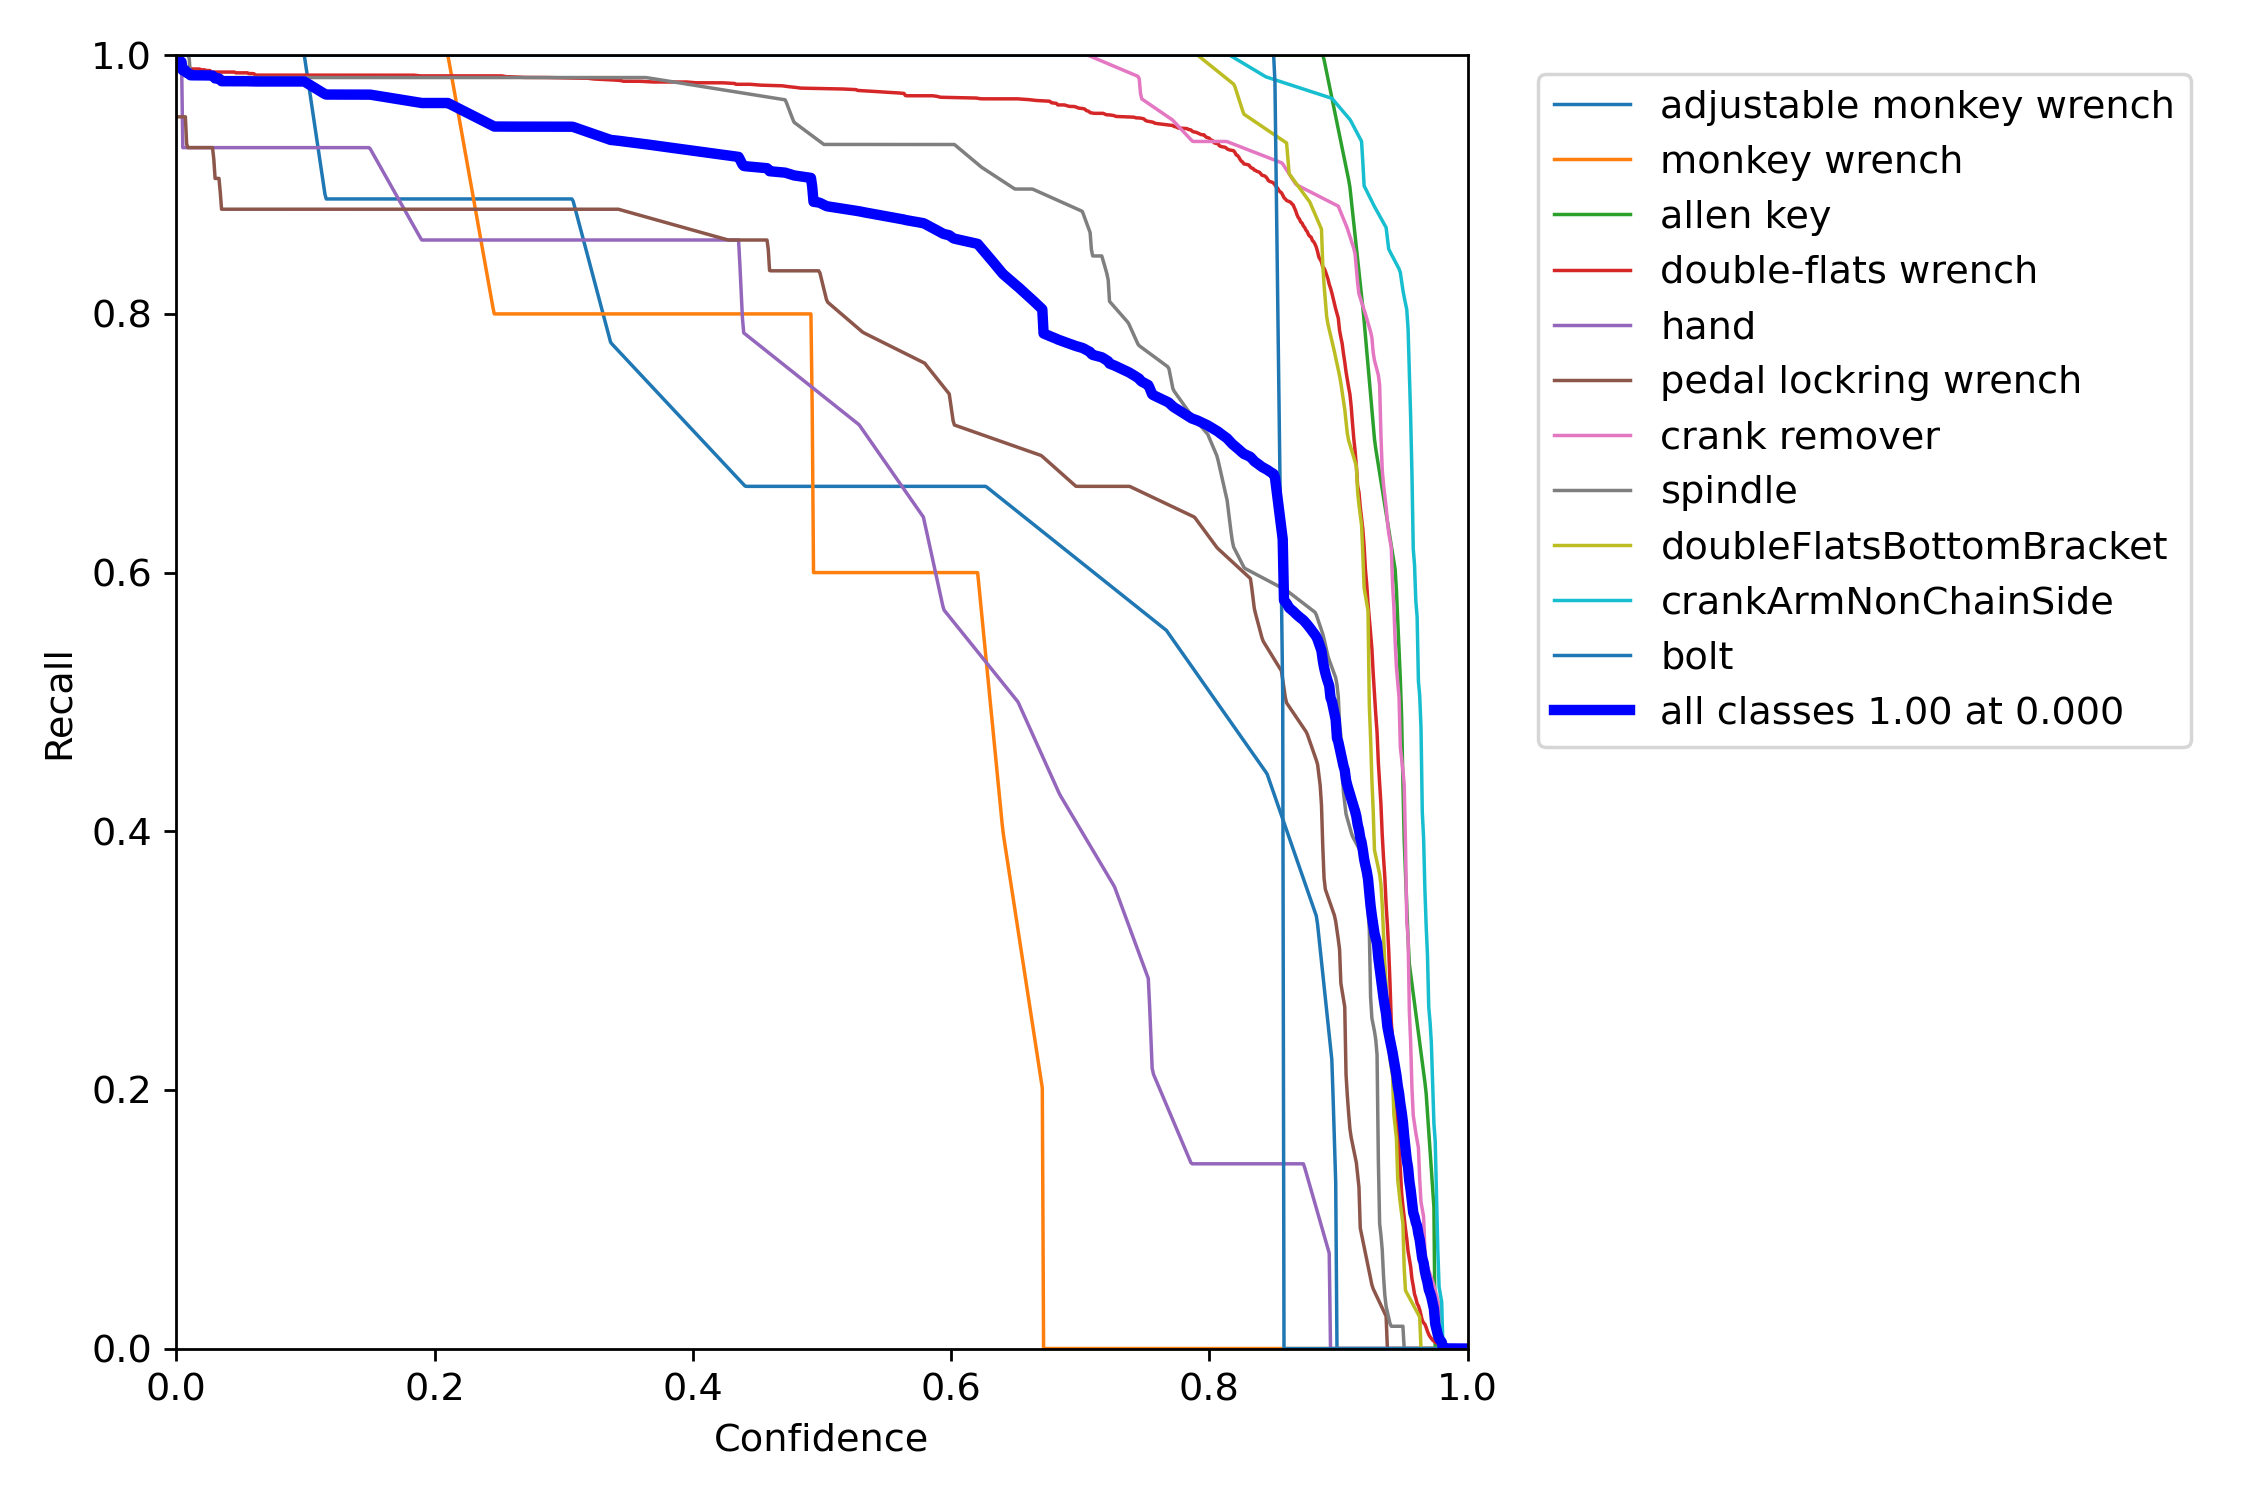 1.0
0.8
0.6
0.4
0.2
0.0
Recall
0.0 0.2 0.4 0.6 0.8 1.0
Confidence
adjustable monkey wrench
monkey wrench
allen key
double-flats wrench
hand
pedal lockring wrench
crank remover
spindle
doubleFlatsBottomBracket
crankArmNonChainSide
bolt
all classes 1.00 at 0.000